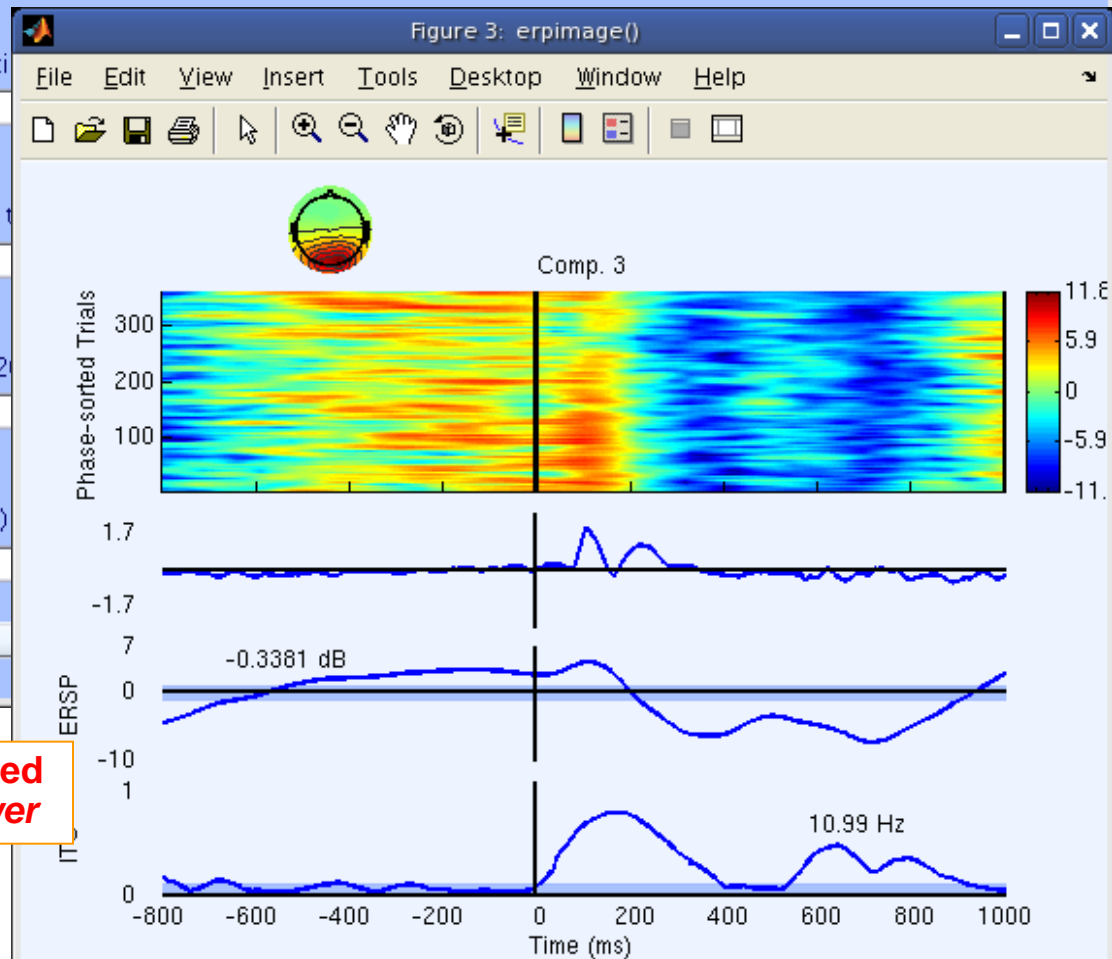 Figure 3: erpimage()
File Edit View Insert Tools Desktop Window Help
Comp. 3
Phase-sorted Trials
300
200
100
11.8
5.9
0
-5.9
-11.
1.7
-1.7
ERSP
7
0
-10
-0.3381 dB
1
0
10.99 Hz
-800 -600 -400 -200 0 200 400 600 800 1000
Time (ms)